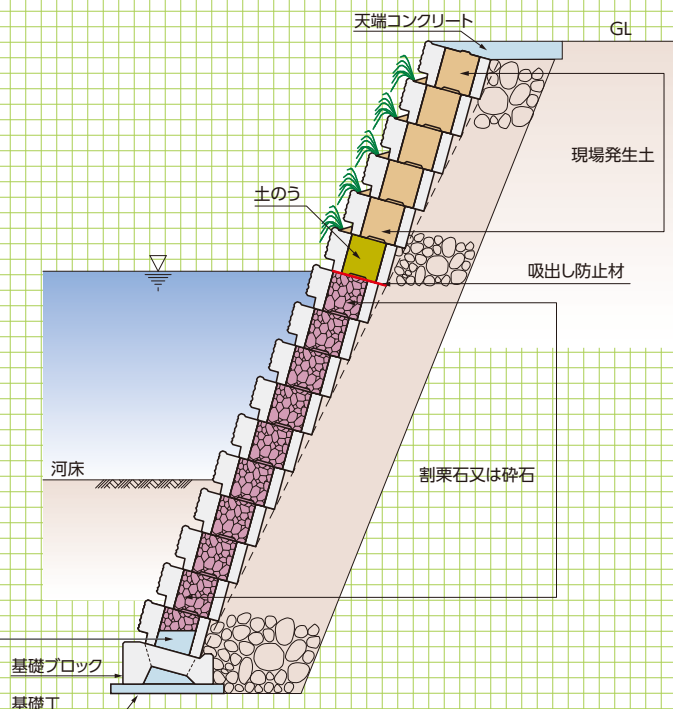 天端コンクリート
GL
現場発生土
土のう
吸出し防止材
河床
割栗石又は砕石
基礎ブロック
基礎工